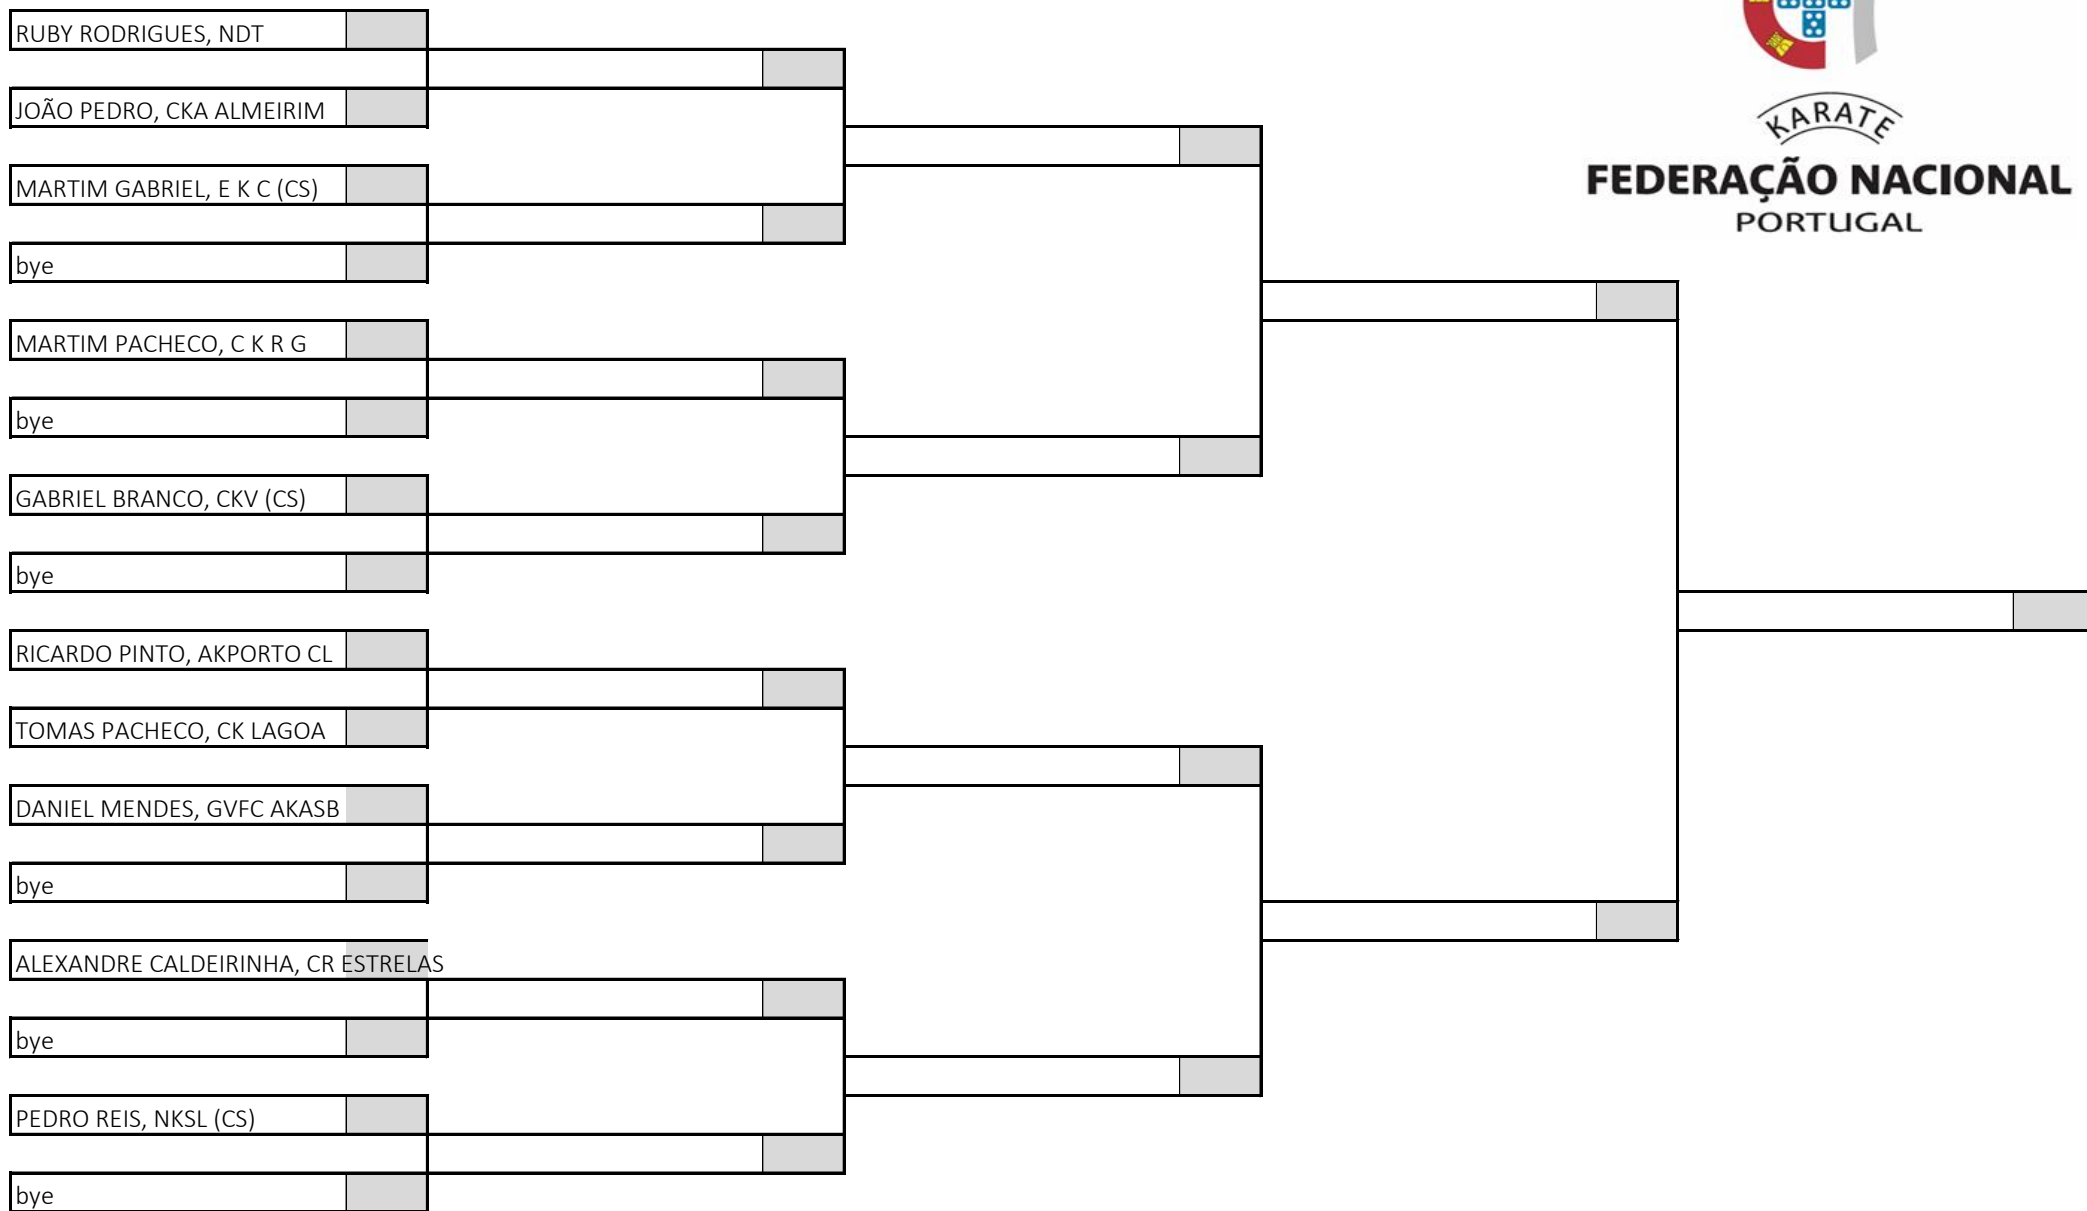 RUBY RODRIGUES, NDT
JOÃO PEDRO, CKA ALMEIRIM
MARTIM GABRIEL, E K C (CS)
bye
MARTIM PACHECO, C K R G
bye
GABRIEL BRANCO, CKV (CS)
bye
RICARDO PINTO, AKPORTO CL
TOMAS PACHECO, CK LAGOA
DANIEL MENDES, GVFC AKASB
bye
ALEXANDRE CALDEIRINHA, CR ESTRELAS
bye
PEDRO REIS, NKSL (CS)
bye
KARATE
FEDERAÇÃO NACIONAL
PORTUGAL